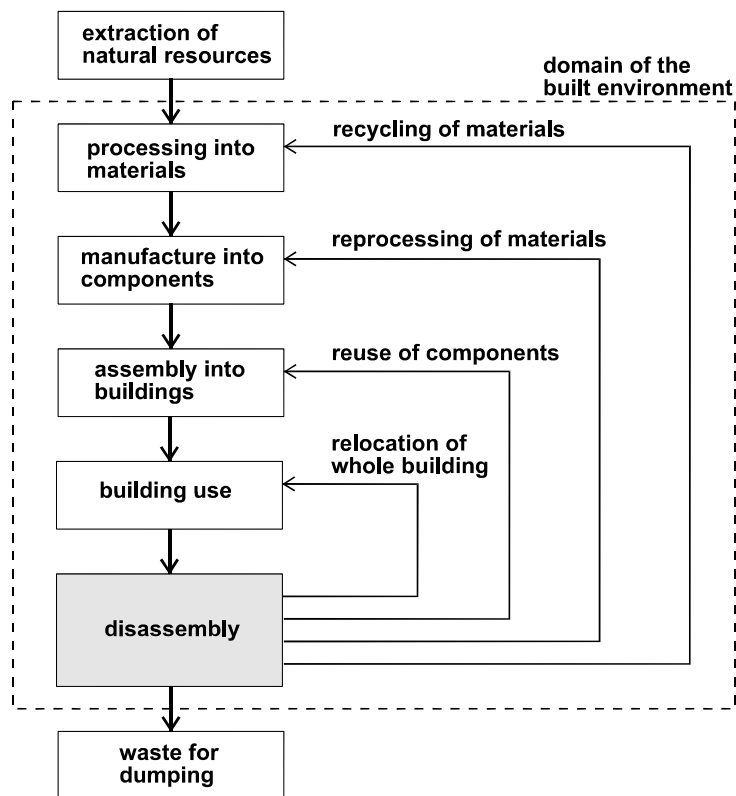 extraction of
natural resources
domain of the
built environment
recycling of materials
processing into
materials
reprocessing of materials
manufacture into
components
reuse of components
assembly into
buildings
relocation of
whole building
building use
disassembly
waste for
dumping